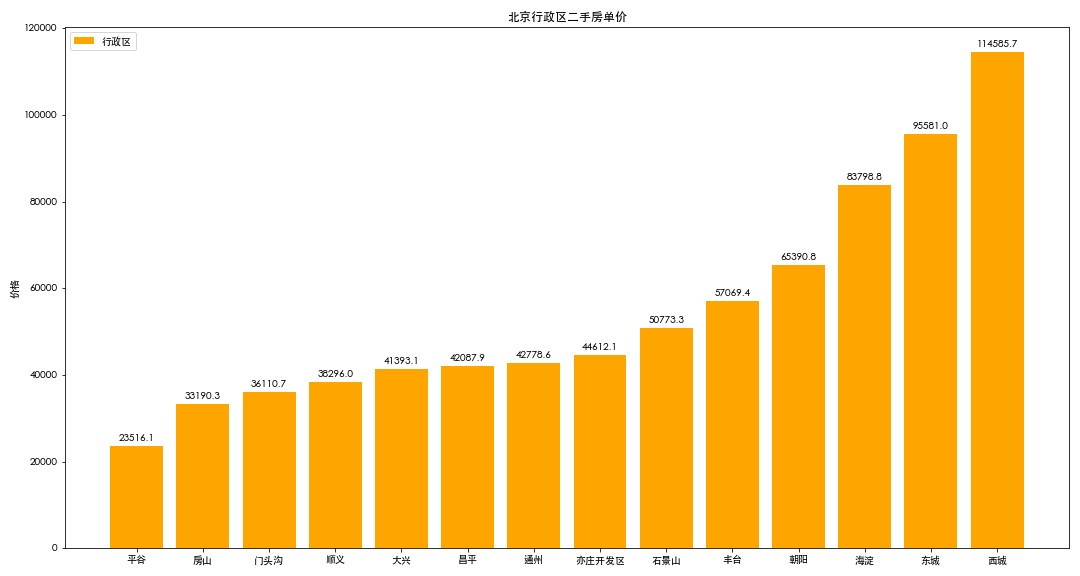 北京行政区二手房单价
行政区
价格
120000
100000
80000
60000
40000
20000
0
23516.1
33190.3
36110.7
38296.0
41393.1
42087.9
42778.6
44612.1
50773.3
57069.4
65390.8
83798.8
95581.0
114585.7
平谷
房山
门头沟
顺义
大兴
昌平
通州
亦庄开发区
石景山
丰台
朝阳
海淀
东城
西城